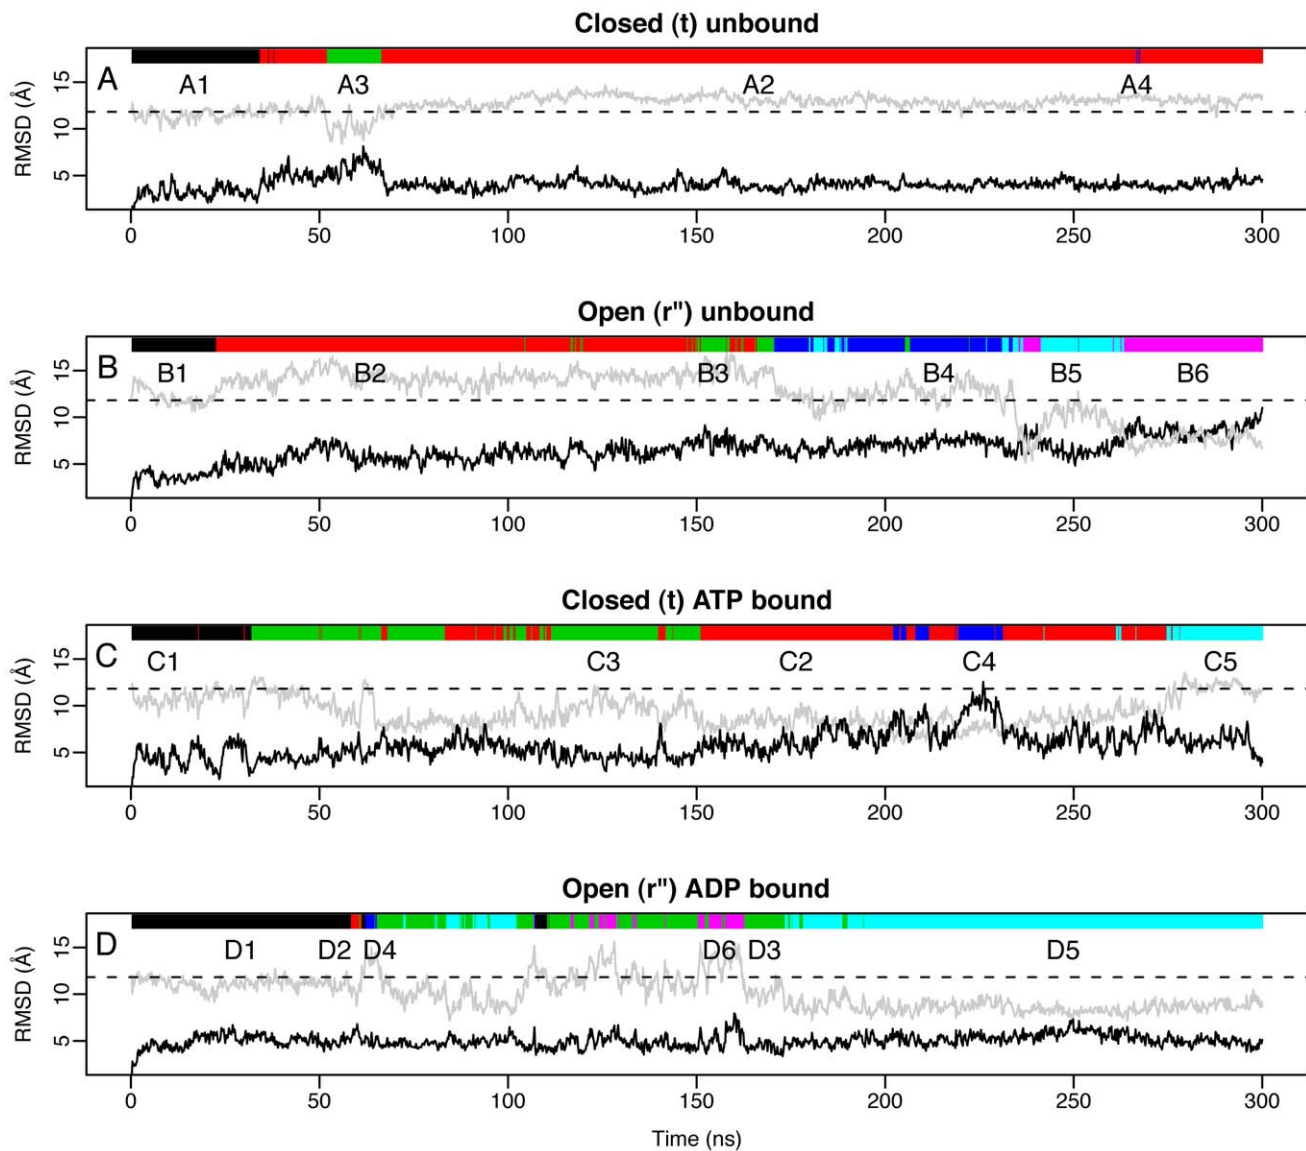 Closed (t) unbound
A
A1 A3 A2 A4
RMSD (Å)
15
10
5
0 50 100 150 200 250 300
Open (r") unbound
B
B1 B2 B3 B4 B5 B6
RMSD (Å)
15
10
5
0 50 100 150 200 250 300
Closed (t) ATP bound
C
C1 C3 C2 C4 C5
RMSD (Å)
15
10
5
0 50 100 150 200 250 300
Open (r") ADP bound
D
D1 D2 D4 D6 D3 D5
RMSD (Å)
15
10
5
0 50 100 150 200 250 300
Time (ns)